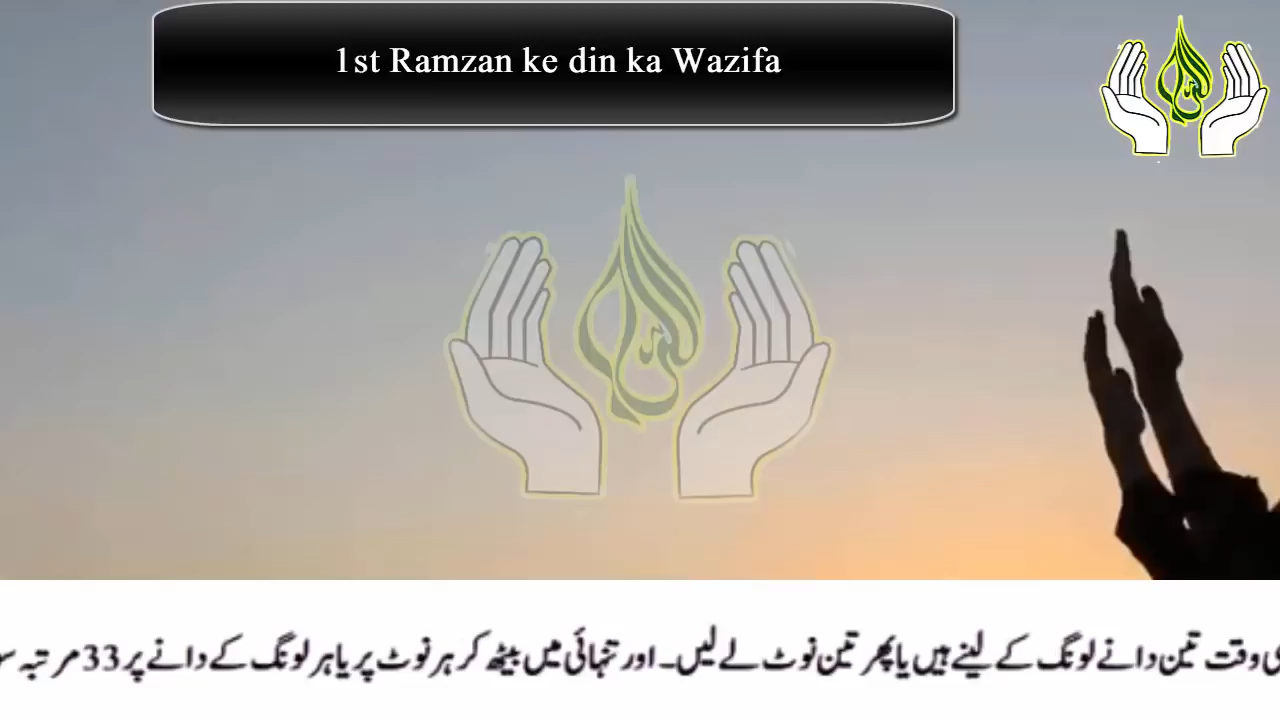 1st Ramzan ke din ka Wazifa
وقت تین دانے لونگ کے لینے ہیں یا پھر تین نوٹ لے لیں۔ اور تنہائی میں بیٹھ کر ہر نوٹ پر یا ہر لونگ کے دانے پر 33 مرتبہ